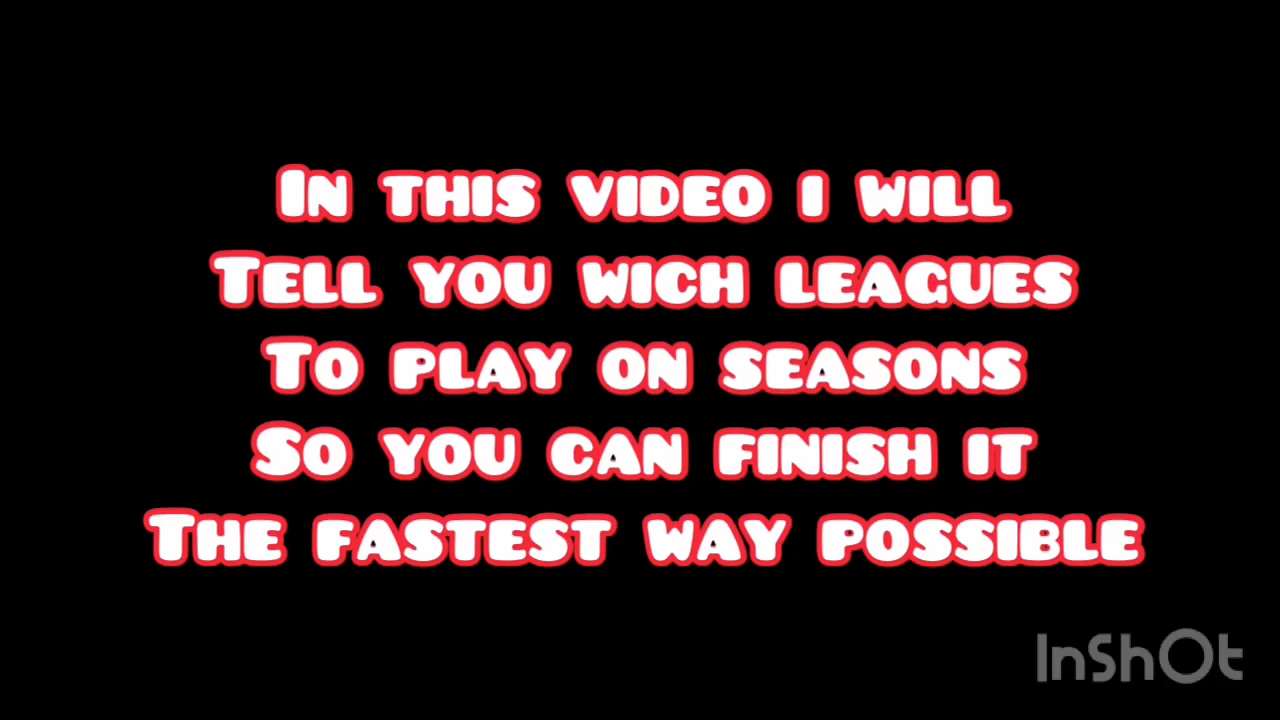 In this video i will
Tell you wich leagues
To play on seasons
So you can finish it
The fastest way possible
InShOt